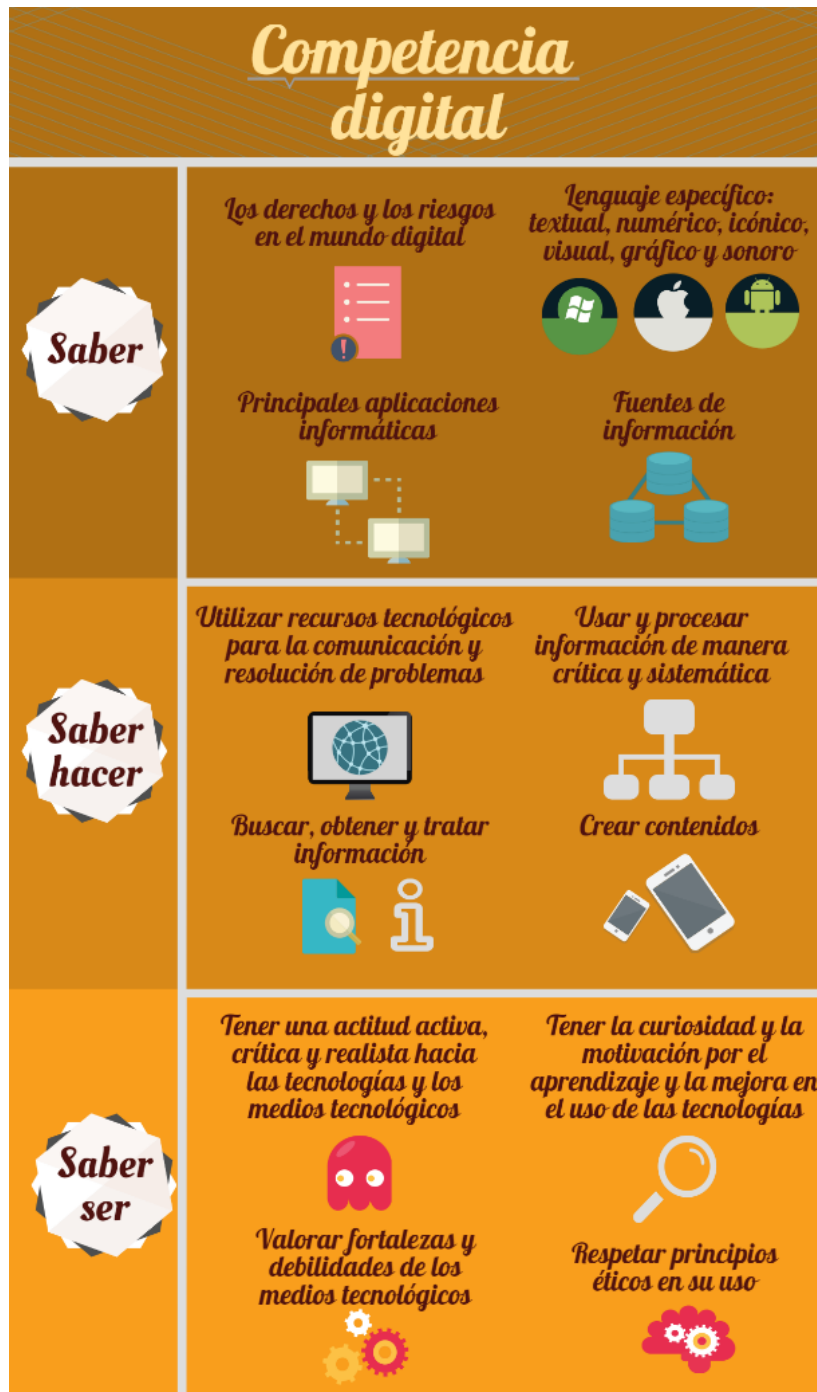 Competencia
digital
Saber
Los derechos y los riesgos
en el mundo digital
Lenguaje específico:
textual, numérico, icónico,
visual, gráfico y sonoro
Principales aplicaciones
informáticas
Fuentes de
información
Saber
hacer
Utilizar recursos tecnológicos
para la comunicación y
resolución de problemas
Usar y procesar
información de manera
crítica y sistemática
Buscar, obtener y tratar
información
Crear contenidos
Saber
ser
Tener una actitud activa,
crítica y realista hacia
las tecnologías y los
medios tecnológicos
Tener la curiosidad y la
motivación por el
aprendizaje y la mejora en
el uso de las tecnologías
Valorar fortalezas y
debilidades de los
medios tecnológicos
Respetar principios
éticos en su uso